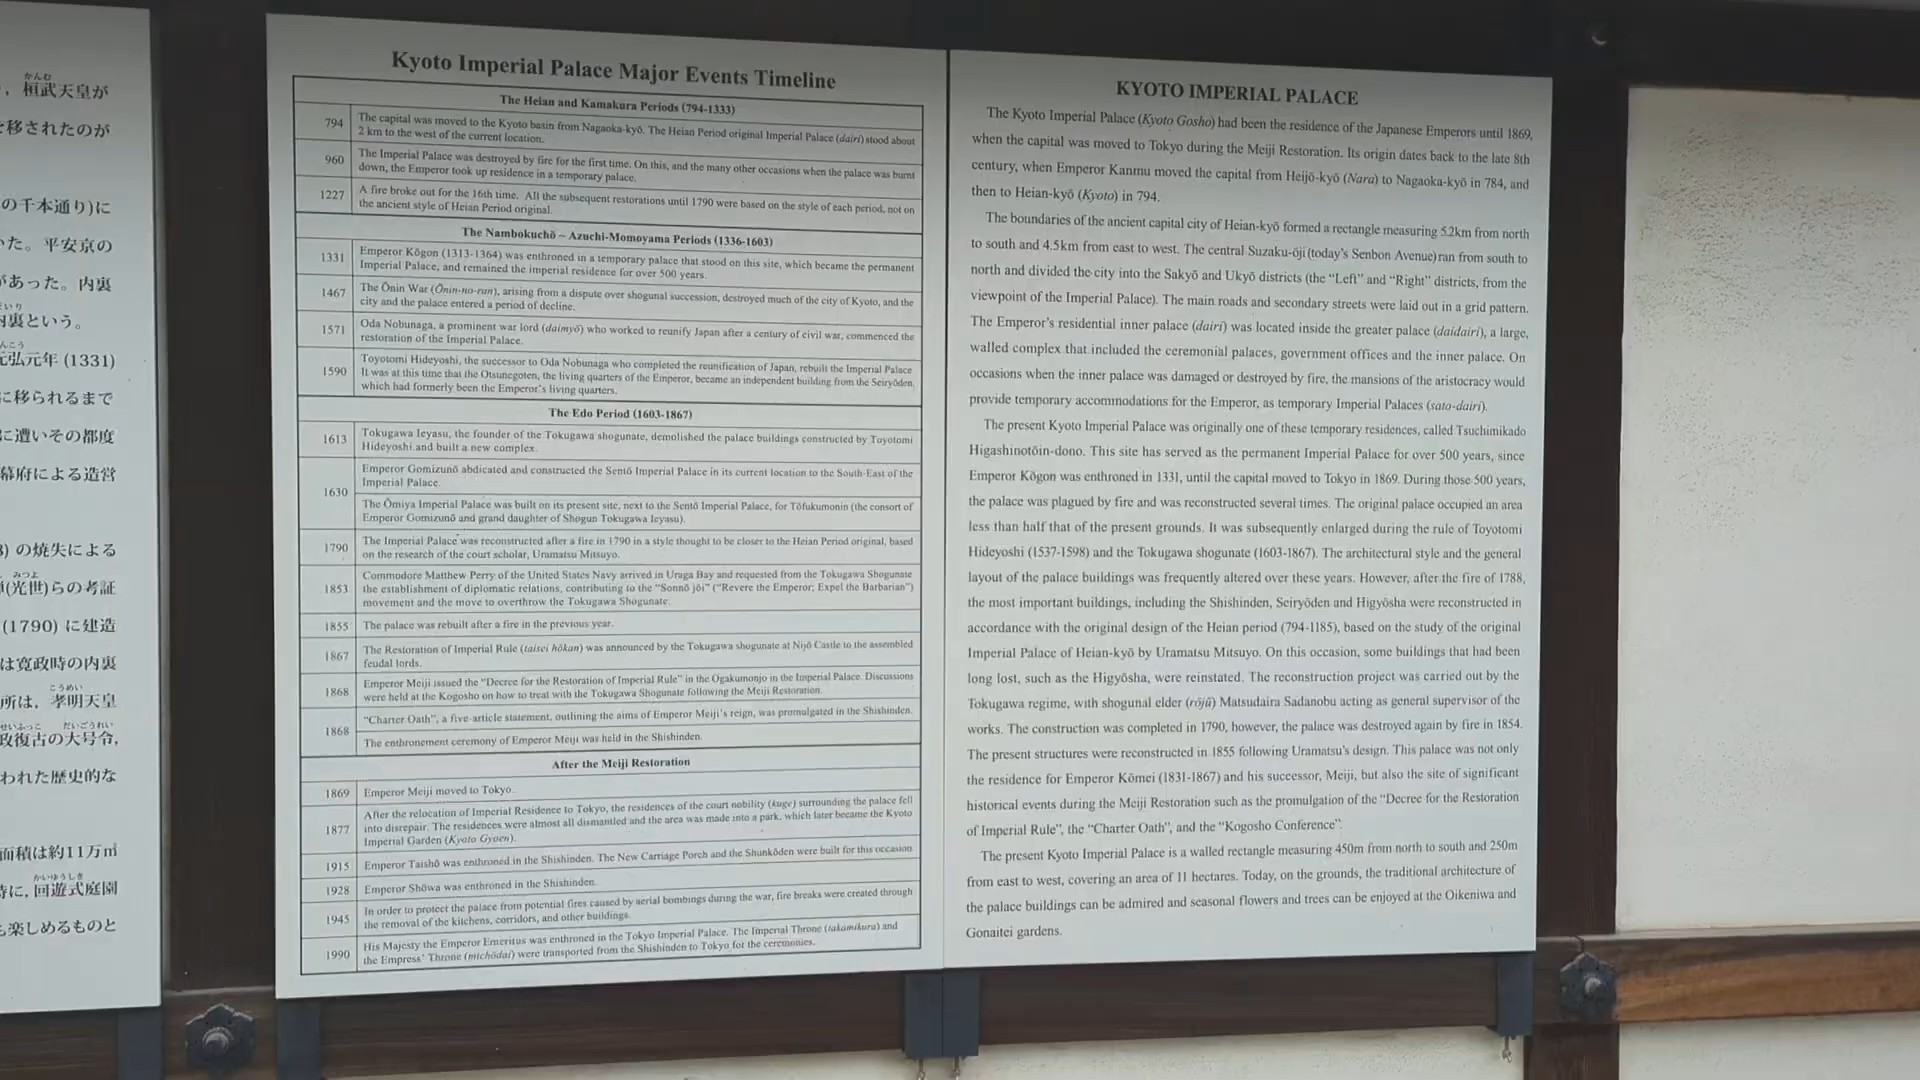 かんむ
，桓武天皇が
を移されたのが
の千本通り)に
いた。平安京の
があった。内裏
内裏という。
元弘元年 (1331)
に移られるまで
に遭いその都度
幕府による造営
の焼失による
みつよ
(光世)らの考証
(1790) に建造
は寛政時の内裏
こうめい
所は，孝明天皇
せいふっこ だいごうれい
政復古の大号令，
われた歴史的な
面積は約11万㎡
かいゆうしき
時に，回遊式庭園
も楽しめるものと
Kyoto Imperial Palace Major Events Timeline
The Heian and Kamakura Periods (794-1333)
794 The capital was moved to the Kyoto basin from Nagaoka-kyō. The Heian Period original Imperial Palace (dairi) stood about
2 km to the west of the current location.
960 The Imperial Palace was destroyed by fire for the first time. On this, and the many other occasions when the palace was burnt
down, the Emperor took up residence in a temporary palace.
1227 A fire broke out for the 16th time. All the subsequent restorations until 1790 were based on the style of each period, not on
the ancient style of Heian Period original.
The Nambokuchō ~ Azuchi-Momoyama Periods (1336-1603)
1331 Emperor Kōgon (1313-1364) was enthroned in a temporary palace that stood on this site, which became the permanent
Imperial Palace, and remained the imperial residence for over 500 years.
1467 The Ōnin War (Ōnin-no-ran), arising from a dispute over shogunal succession, destroyed much of the city of Kyoto, and the
city and the palace entered a period of decline.
1571 Oda Nobunaga, a prominent war lord (daimyō) who worked to reunify Japan after a century of civil war, commenced the
restoration of the Imperial Palace.
1590 Toyotomi Hideyoshi, the successor to Oda Nobunaga who completed the reunification of Japan, rebuilt the Imperial Palace
It was at this time that the Otsunegoten, the living quarters of the Emperor, became an independent building from the Seiryōden,
which had formerly been the Emperor's living quarters.
The Edo Period (1603-1867)
1613 Tokugawa Ieyasu, the founder of the Tokugawa shogunate, demolished the palace buildings constructed by Toyotomi
Hideyoshi and built a new complex.
1630 Emperor Gomizunō abdicated and constructed the Sentō Imperial Palace in its current location to the South-East of the
Imperial Palace.
The Ōmiya Imperial Palace was built on its present site, next to the Sentō Imperial Palace, for Tōfukumonin (the consort of
Emperor Gomizunō and grand daughter of Shogun Tokugawa Ieyasu).
1790 The Imperial Palace was reconstructed after a fire in 1790 in a style thought to be closer to the Heian Period original, based
on the research of the court scholar, Uramatsu Mitsuyo.
1853 Commodore Matthew Perry of the United States Navy arrived in Uraga Bay and requested from the Tokugawa Shogunate
the establishment of diplomatic relations, contributing to the “Sonnō jōi” (“Revere the Emperor; Expel the Barbarian”)
movement and the move to overthrow the Tokugawa Shogunate.
1855 The palace was rebuilt after a fire in the previous year.
1867 The Restoration of Imperial Rule (taisei hōkan) was announced by the Tokugawa shogunate at Nijō Castle to the assembled
feudal lords.
1868 Emperor Meiji issued the “Decree for the Restoration of Imperial Rule” in the Ogakumonjo in the Imperial Palace. Discussions
were held at the Kogosho on how to treat with the Tokugawa Shogunate following the Meiji Restoration.
1868 “Charter Oath”, a five-article statement, outlining the aims of Emperor Meiji's reign, was promulgated in the Shishinden.
The enthronement ceremony of Emperor Meiji was held in the Shishinden.
After the Meiji Restoration
1869 Emperor Meiji moved to Tokyo.
1877 After the relocation of Imperial Residence to Tokyo, the residences of the court nobility (kuge) surrounding the palace fell
into disrepair. The residences were almost all dismantled and the area was made into a park, which later became the Kyoto
Imperial Garden (Kyoto Gyoen).
1915 Emperor Taishō was enthroned in the Shishinden. The New Carriage Porch and the Shunkōden were built for this occasion
1928 Emperor Shōwa was enthroned in the Shishinden.
1945 In order to protect the palace from potential fires caused by aerial bombings during the war, fire breaks were created through
the removal of the kitchens, corridors, and other buildings.
1990 His Majesty the Emperor Emeritus was enthroned in the Tokyo Imperial Palace. The Imperial Throne (takamikura) and
the Empress' Throne (michōdai) were transported from the Shishinden to Tokyo for the ceremonies.
KYOTO IMPERIAL PALACE
The Kyoto Imperial Palace (Kyoto Gosho) had been the residence of the Japanese Emperors until 1869,
when the capital was moved to Tokyo during the Meiji Restoration. Its origin dates back to the late 8th
century, when Emperor Kanmu moved the capital from Heijō-kyō (Nara) to Nagaoka-kyō in 784, and
then to Heian-kyō (Kyoto) in 794.
The boundaries of the ancient capital city of Heian-kyō formed a rectangle measuring 5.2km from north
to south and 4.5km from east to west. The central Suzaku-ōji (today's Senbon Avenue) ran from south to
north and divided the city into the Sakyō and Ukyō districts (the “Left” and “Right” districts, from the
viewpoint of the Imperial Palace). The main roads and secondary streets were laid out in a grid pattern.
The Emperor's residential inner palace (dairi) was located inside the greater palace (daidairi), a large,
walled complex that included the ceremonial palaces, government offices and the inner palace. On
occasions when the inner palace was damaged or destroyed by fire, the mansions of the aristocracy would
provide temporary accommodations for the Emperor, as temporary Imperial Palaces (sato-dairi).
The present Kyoto Imperial Palace was originally one of these temporary residences, called Tsuchimikado
Higashinotōin-dono. This site has served as the permanent Imperial Palace for over 500 years, since
Emperor Kōgon was enthroned in 1331, until the capital moved to Tokyo in 1869. During those 500 years,
the palace was plagued by fire and was reconstructed several times. The original palace occupied an area
less than half that of the present grounds. It was subsequently enlarged during the rule of Toyotomi
Hideyoshi (1537-1598) and the Tokugawa shogunate (1603-1867). The architectural style and the general
layout of the palace buildings was frequently altered over these years. However, after the fire of 1788,
the most important buildings, including the Shishinden, Seiryōden and Higyōsha were reconstructed in
accordance with the original design of the Heian period (794-1185), based on the study of the original
Imperial Palace of Heian-kyō by Uramatsu Mitsuyo. On this occasion, some buildings that had been
long lost, such as the Higyōsha, were reinstated. The reconstruction project was carried out by the
Tokugawa regime, with shogunal elder (rōjū) Matsudaira Sadanobu acting as general supervisor of the
works. The construction was completed in 1790, however, the palace was destroyed again by fire in 1854.
The present structures were reconstructed in 1855 following Uramatsu's design. This palace was not only
the residence for Emperor Kōmei (1831-1867) and his successor, Meiji, but also the site of significant
historical events during the Meiji Restoration such as the promulgation of the “Decree for the Restoration
of Imperial Rule”, the “Charter Oath”, and the “Kogosho Conference”.
The present Kyoto Imperial Palace is a walled rectangle measuring 450m from north to south and 250m
from east to west, covering an area of 11 hectares. Today, on the grounds, the traditional architecture of
the palace buildings can be admired and seasonal flowers and trees can be enjoyed at the Oikeniwa and
Gonaitei gardens.